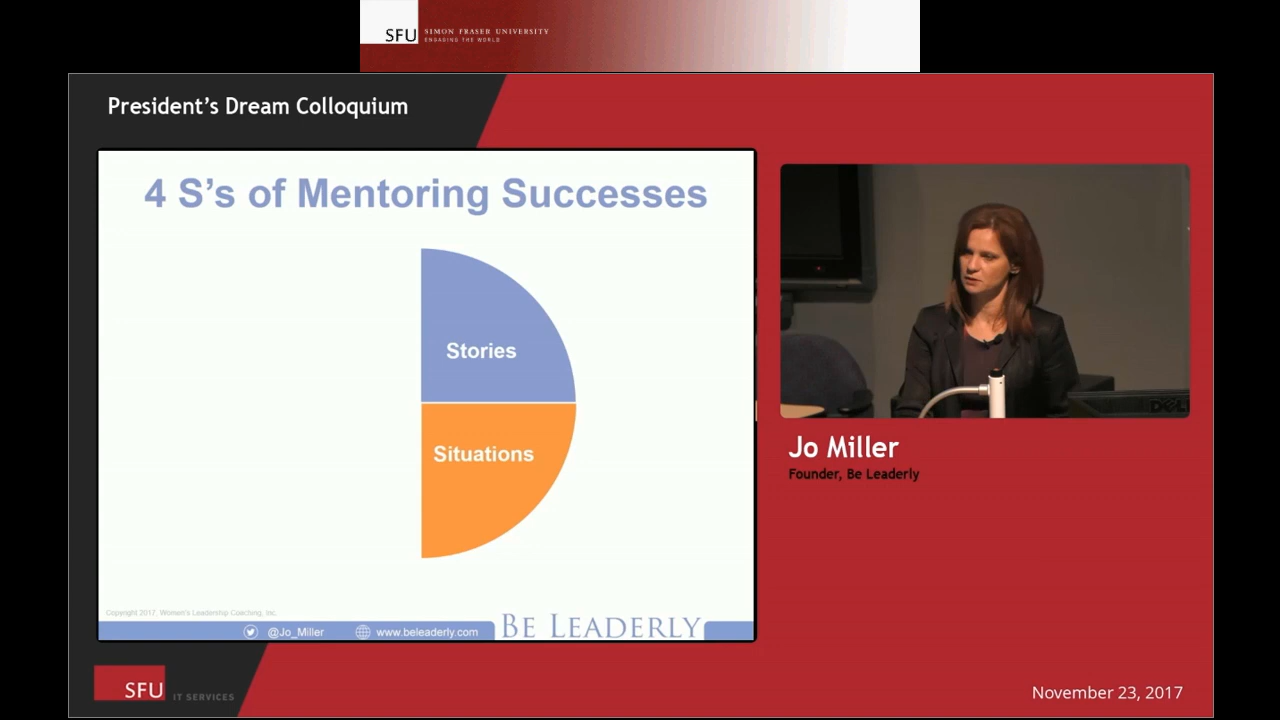 SFU
SIMON FRASER UNIVERSITY
ENGAGING THE WORLD
President's Dream Colloquium
4 S's of Mentoring Successes
Stories
Situations
Copyright 2017, Women's Leadership Coaching, Inc.
@Jo_Miller
www.beleaderly.com
BE LEADERLY
DELL
Jo Miller
Founder, Be Leaderly
SFU
IT SERVICES
November 23, 2017